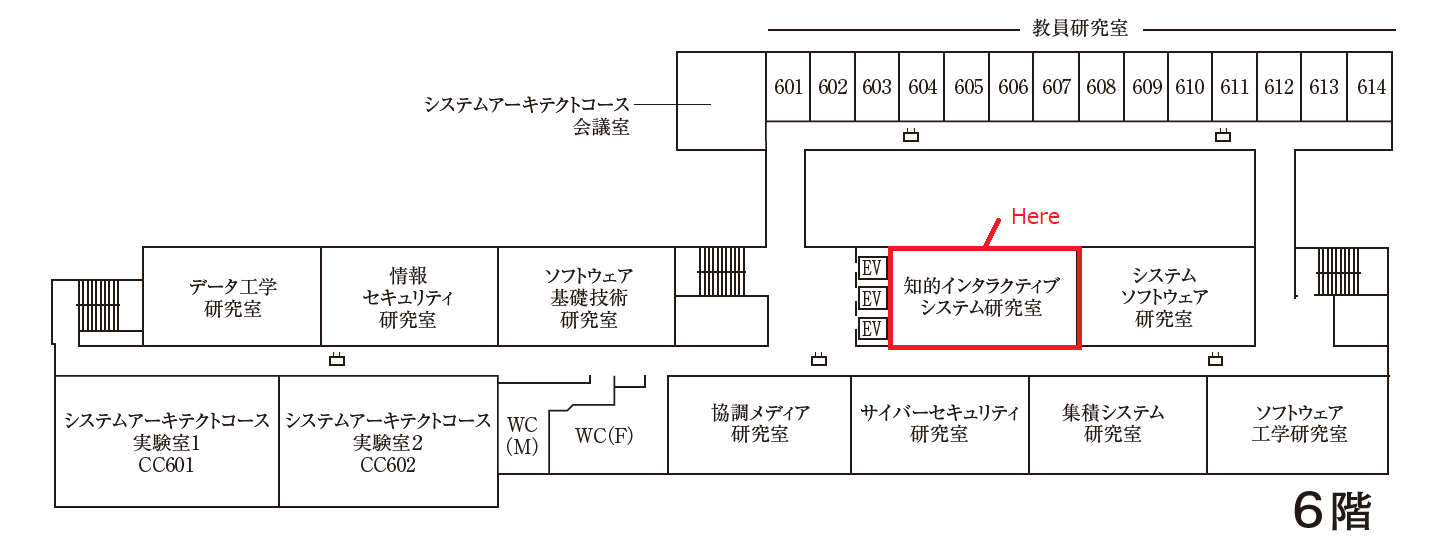 教員研究室
601 602 603 604 605 606 607 608 609 610 611 612 613 614
システムアーキテクトコース
会議室
Here
データ工学
研究室
情報
セキュリティ
研究室
ソフトウェア
基礎技術
研究室
EV
EV
EV
知的インタラクティブ
システム研究室
システム
ソフトウェア
研究室
システムアーキテクトコース
実験室1
CC601
システムアーキテクトコース
実験室2
CC602
WC
(M)
WC(F)
協調メディア
研究室
サイバーセキュリティ
研究室
集積システム
研究室
ソフトウェア
工学研究室
6階